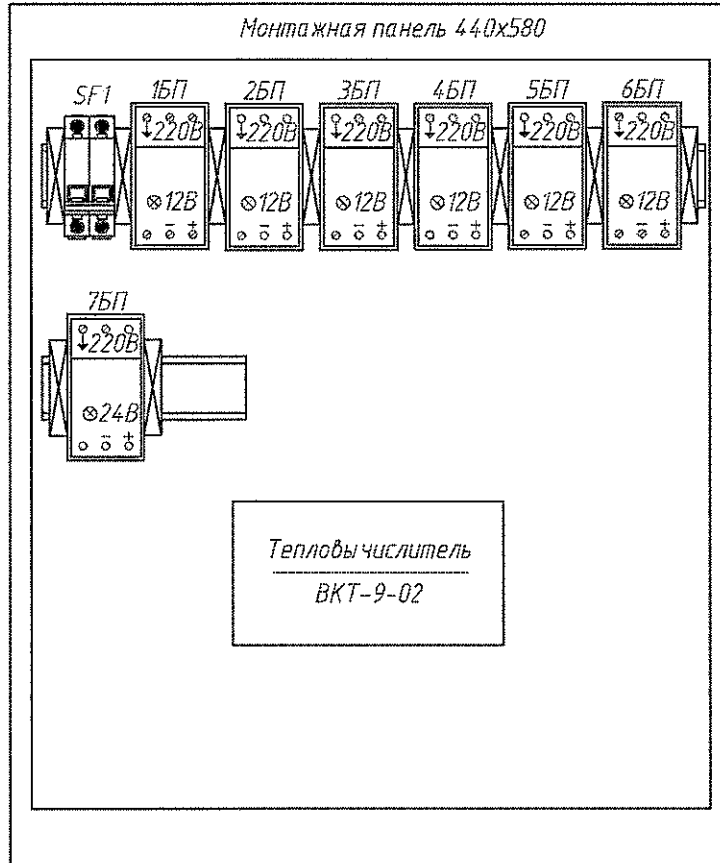 Монтажная панель 440х580
SF1 1БП 2БП 3БП 4БП 5БП 6БП
220В 220В 220В 220В 220В 220В
12В 12В 12В 12В 12В 12В
- + - + - + - + - + - +
7БП
220В
24В
- +
Тепловычислитель
ВКТ-9-02